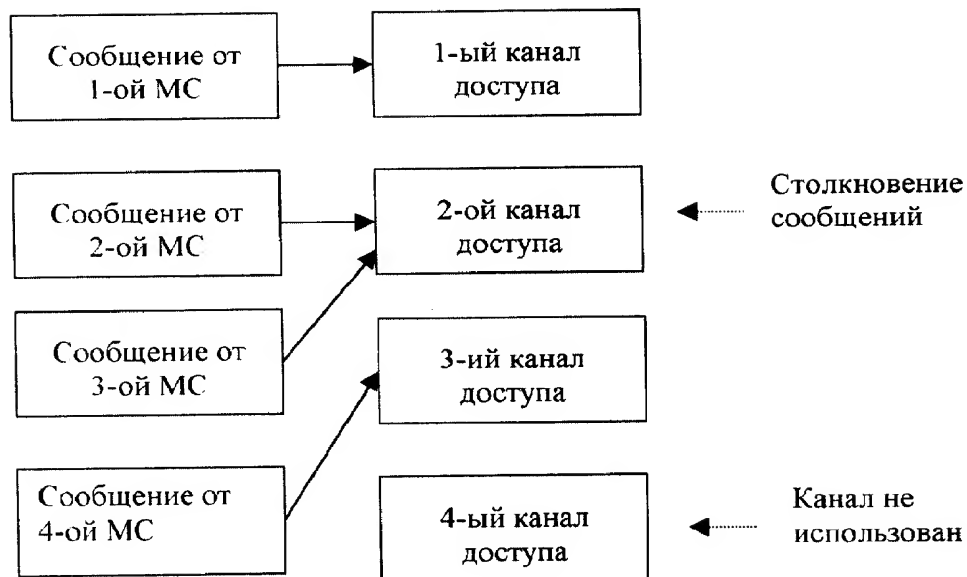 Сообщение от
1-ой МС
1-ый канал
доступа
Сообщение от
2-ой МС
2-ой канал
доступа
Столкновение
сообщений
Сообщение от
3-ой МС
3-ий канал
доступа
Сообщение от
4-ой МС
4-ый канал
доступа
Канал не
использован